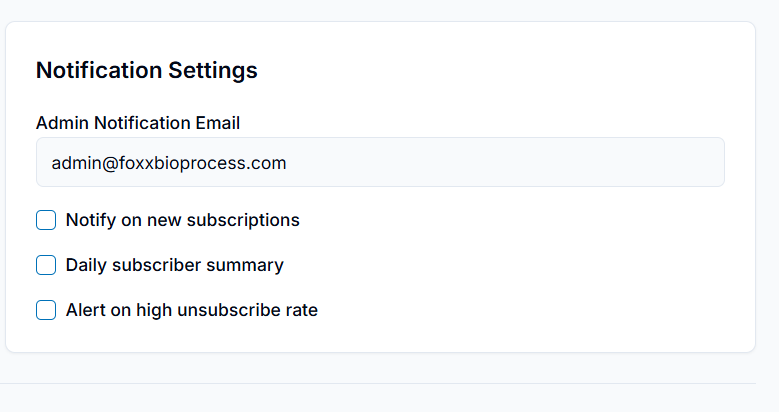 Notification Settings
Admin Notification Email
admin@foxxbioprocess.com
Notify on new subscriptions
Daily subscriber summary
Alert on high unsubscribe rate